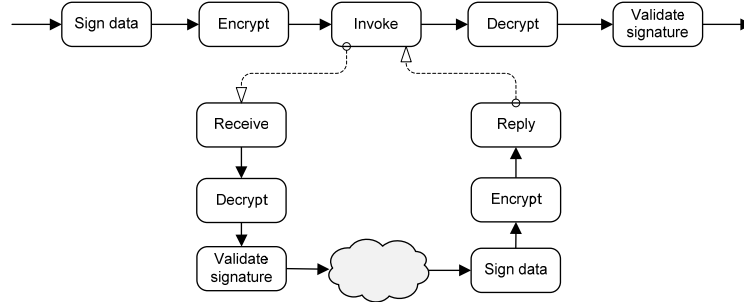 Sign data
Encrypt
Invoke
Decrypt
Validate
signature
Receive
Reply
Decrypt
Encrypt
Validate
signature
Sign data